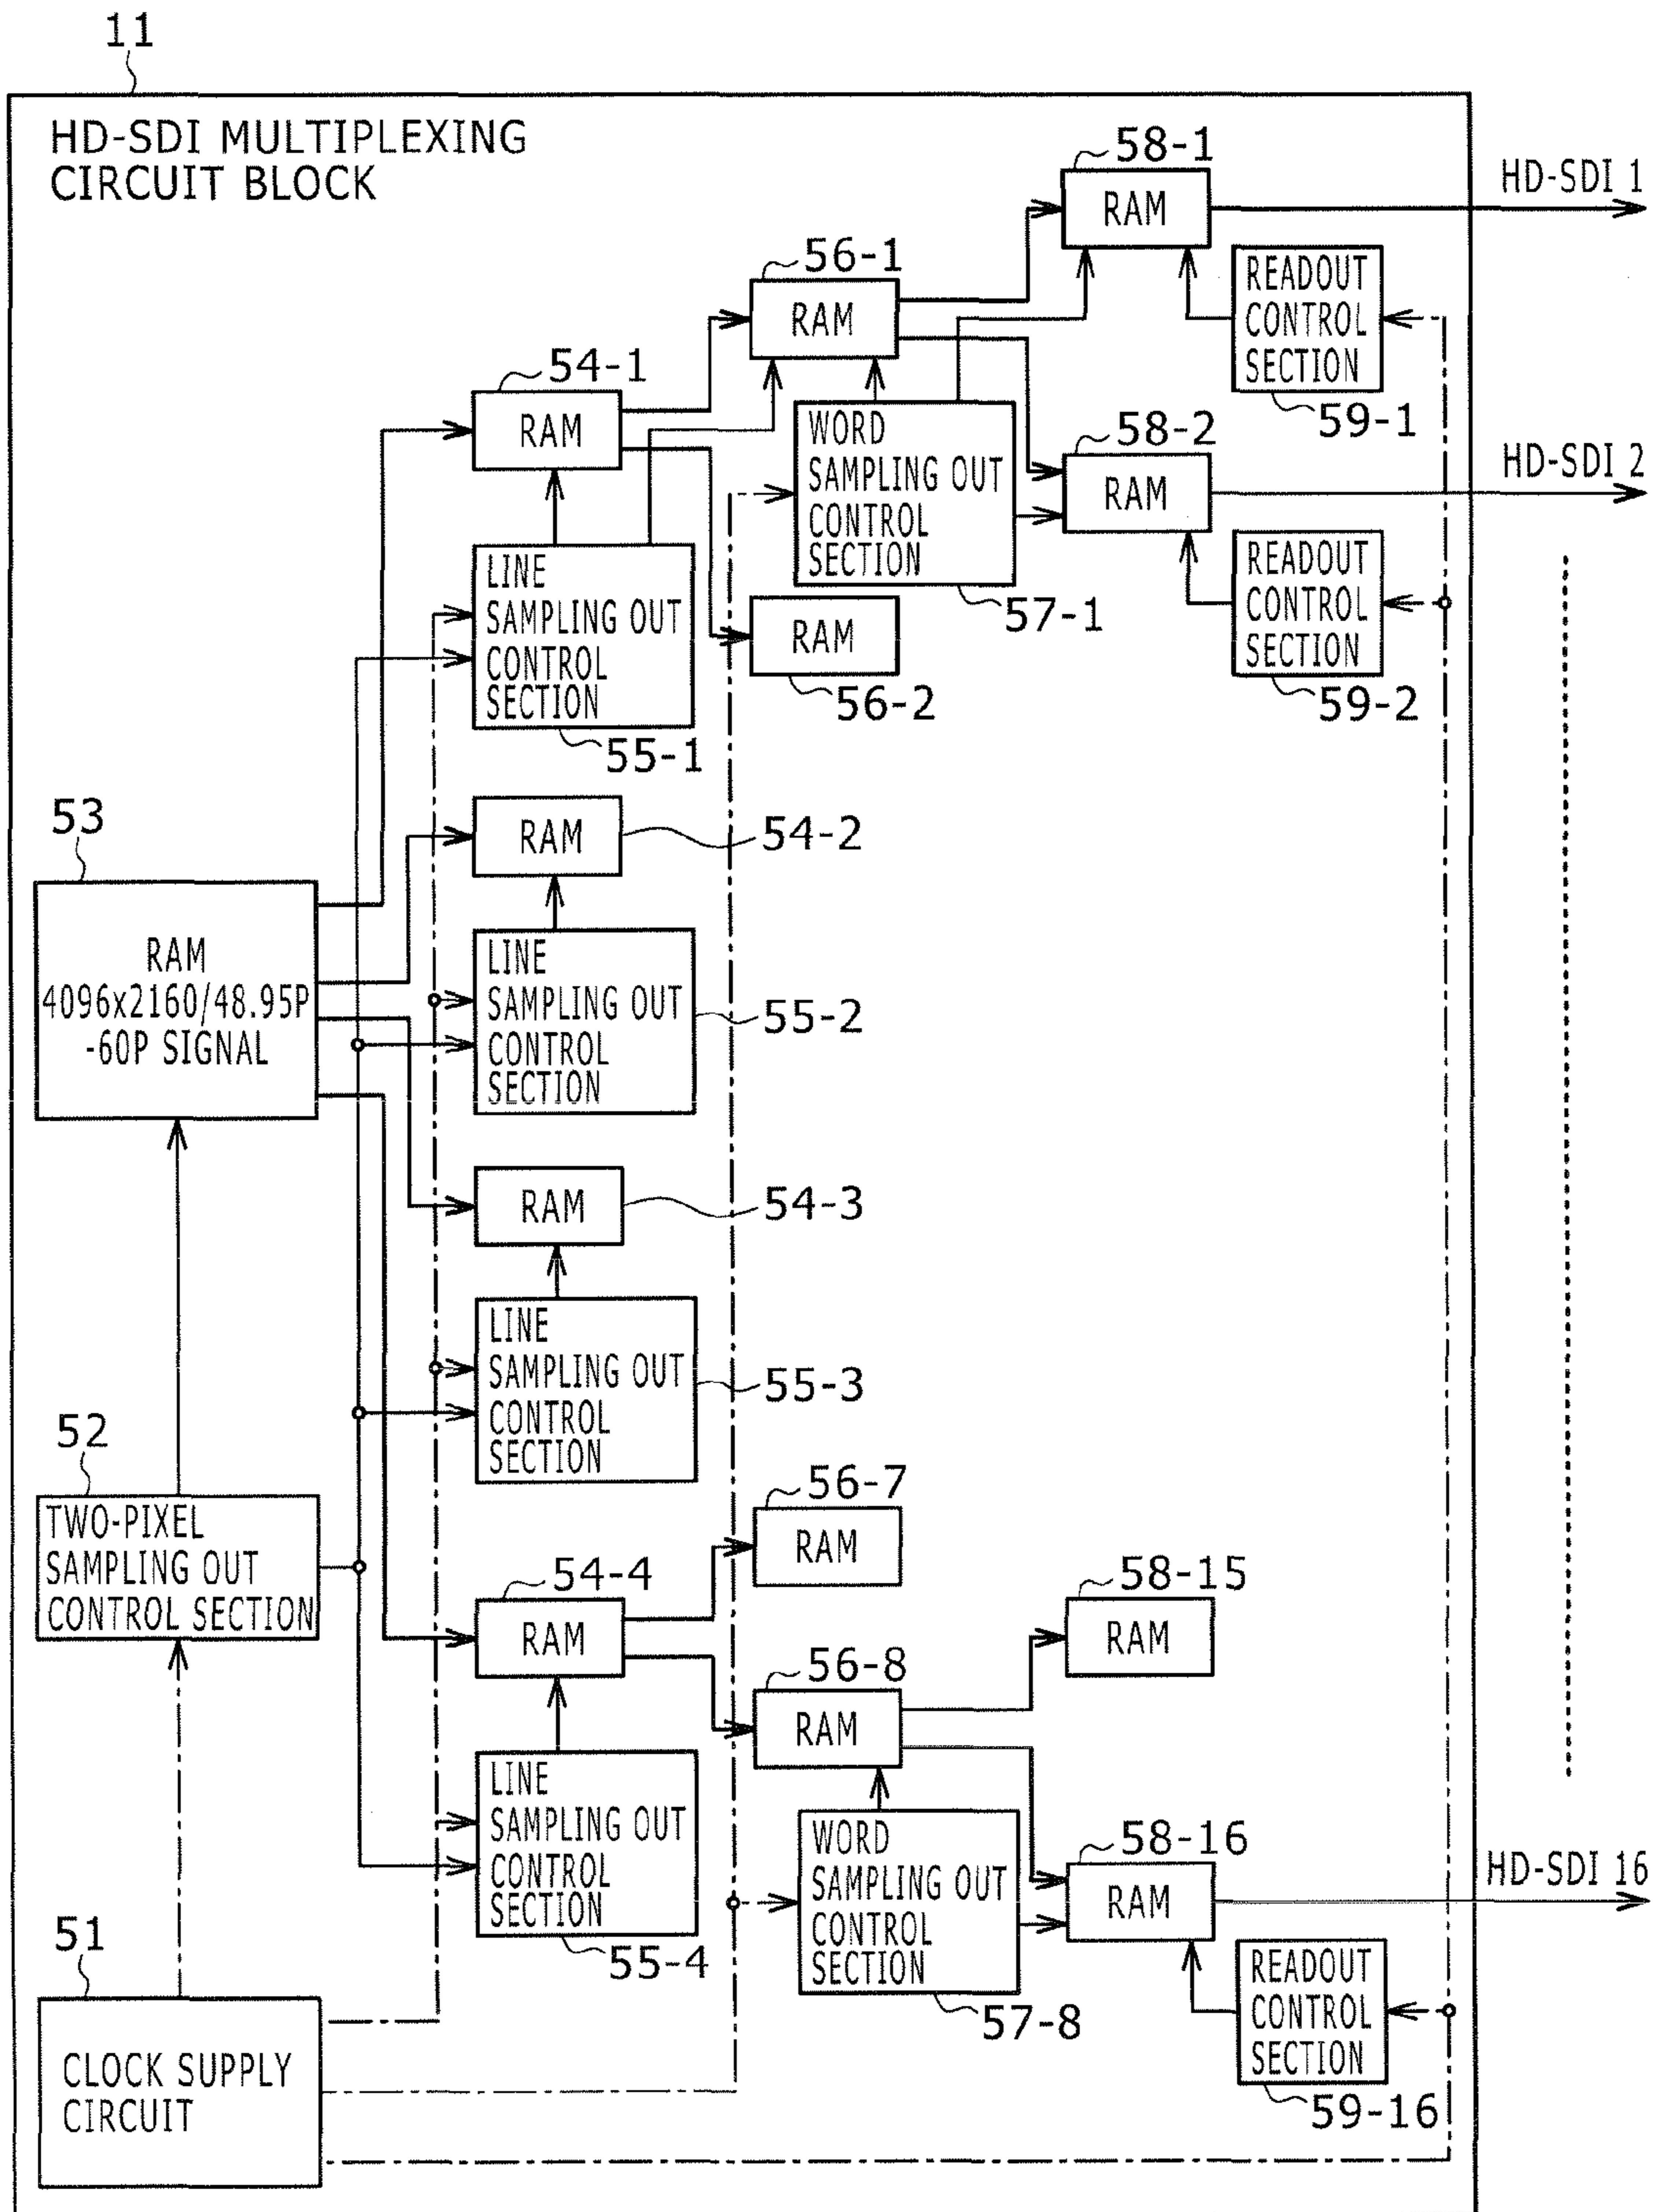 11
HD-SDI MULTIPLEXING
CIRCUIT BLOCK
58-1
RAM
HD-SDI 1
READOUT
CONTROL
SECTION
59-1
56-1
RAM
54-1
RAM
WORD
SAMPLING OUT
CONTROL
SECTION
57-1
58-2
RAM
HD-SDI 2
READOUT
CONTROL
SECTION
59-2
LINE
SAMPLING OUT
CONTROL
SECTION
55-1
RAM
56-2
53
RAM
4096x2160/48.95P
-60P SIGNAL
RAM
54-2
LINE
SAMPLING OUT
CONTROL
SECTION
55-2
RAM
54-3
LINE
SAMPLING OUT
CONTROL
SECTION
55-3
52
TWO-PIXEL
SAMPLING OUT
CONTROL SECTION
56-7
RAM
54-4
RAM
58-15
RAM
56-8
RAM
LINE
SAMPLING OUT
CONTROL
SECTION
55-4
WORD
SAMPLING OUT
CONTROL
SECTION
57-8
58-16
RAM
HD-SDI 16
READOUT
CONTROL
SECTION
59-16
51
CLOCK SUPPLY
CIRCUIT